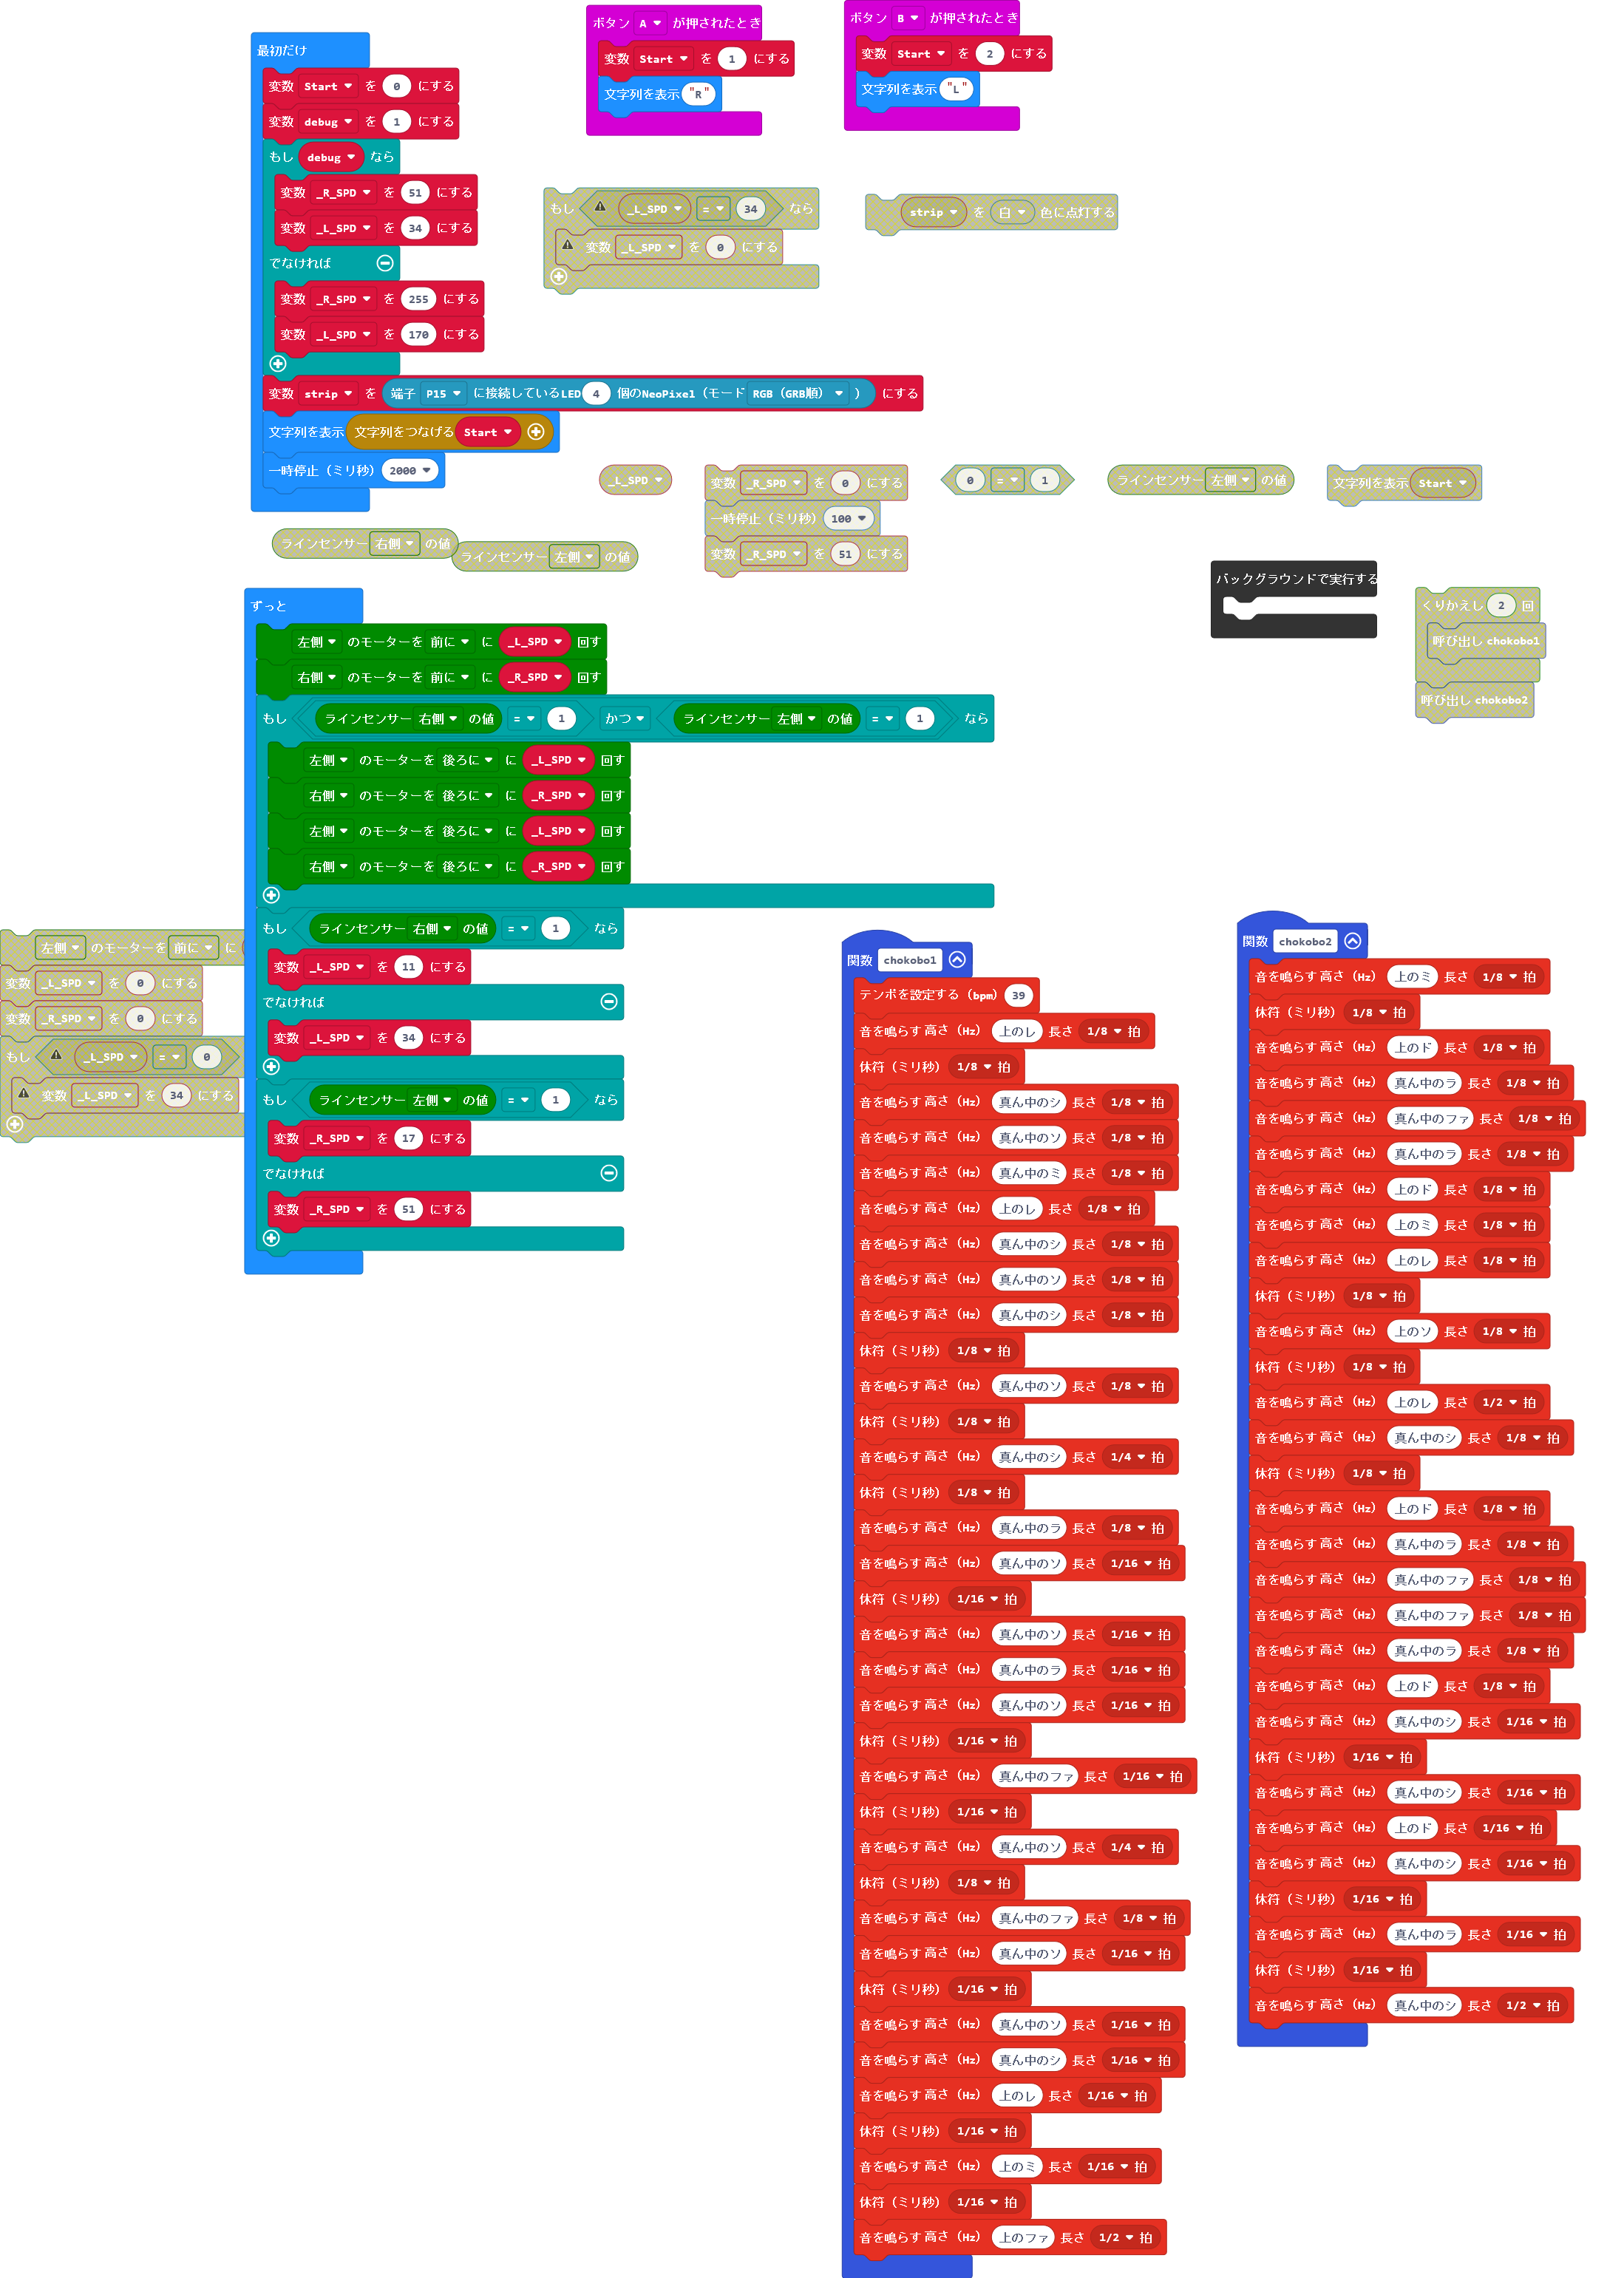 最初だけ
変数 Start を 0 にする
変数 debug を 1 にする
もし debug なら
変数 _R_SPD を 51 にする
変数 _L_SPD を 34 にする
でなければ
変数 _R_SPD を 255 にする
変数 _L_SPD を 170 にする
変数 strip を 端子 P15 に接続しているLED 4 個のNeoPixel（モード RGB（GRB順） ） にする
文字列を表示 文字列をつなげる Start
一時停止（ミリ秒） 2000
ボタン A が押されたとき
変数 Start を 1 にする
文字列を表示 "R"
ボタン B が押されたとき
変数 Start を 2 にする
文字列を表示 "L"
もし _L_SPD = 34 なら
変数 _L_SPD を 0 にする
strip を 白 色に点灯する
_L_SPD
変数 _R_SPD を 0 にする
一時停止（ミリ秒） 100
変数 _R_SPD を 51 にする
0 = 1
ラインセンサー 左側 の値
文字列を表示 Start
ラインセンサー 右側 の値
ラインセンサー 左側 の値
バックグラウンドで実行する
くりかえし 2 回
呼び出し chokobo1
呼び出し chokobo2
ずっと
左側 のモーターを 前に に _L_SPD 回す
右側 のモーターを 前に に _R_SPD 回す
もし ラインセンサー 右側 の値 = 1 かつ ラインセンサー 左側 の値 = 1 なら
左側 のモーターを 後ろに に _L_SPD 回す
右側 のモーターを 後ろに に _R_SPD 回す
左側 のモーターを 後ろに に _L_SPD 回す
右側 のモーターを 後ろに に _R_SPD 回す
もし ラインセンサー 右側 の値 = 1 なら
変数 _L_SPD を 11 にする
でなければ
変数 _L_SPD を 34 にする
もし ラインセンサー 左側 の値 = 1 なら
変数 _R_SPD を 17 にする
でなければ
変数 _R_SPD を 51 にする
左側 のモーターを 前に に
変数 _L_SPD を 0 にする
変数 _R_SPD を 0 にする
もし _L_SPD = 0
変数 _L_SPD を 34 にする
関数 chokobo1
テンポを設定する（bpm） 39
音を鳴らす 高さ（Hz） 上のレ 長さ 1/8 拍
休符（ミリ秒） 1/8 拍
音を鳴らす 高さ（Hz） 真ん中のシ 長さ 1/8 拍
音を鳴らす 高さ（Hz） 真ん中のソ 長さ 1/8 拍
音を鳴らす 高さ（Hz） 真ん中のミ 長さ 1/8 拍
音を鳴らす 高さ（Hz） 上のレ 長さ 1/8 拍
音を鳴らす 高さ（Hz） 真ん中のシ 長さ 1/8 拍
音を鳴らす 高さ（Hz） 真ん中のソ 長さ 1/8 拍
音を鳴らす 高さ（Hz） 真ん中のシ 長さ 1/8 拍
休符（ミリ秒） 1/8 拍
音を鳴らす 高さ（Hz） 真ん中のソ 長さ 1/8 拍
休符（ミリ秒） 1/8 拍
音を鳴らす 高さ（Hz） 真ん中のシ 長さ 1/4 拍
休符（ミリ秒） 1/8 拍
音を鳴らす 高さ（Hz） 真ん中のラ 長さ 1/8 拍
音を鳴らす 高さ（Hz） 真ん中のソ 長さ 1/16 拍
休符（ミリ秒） 1/16 拍
音を鳴らす 高さ（Hz） 真ん中のソ 長さ 1/16 拍
音を鳴らす 高さ（Hz） 真ん中のラ 長さ 1/16 拍
音を鳴らす 高さ（Hz） 真ん中のソ 長さ 1/16 拍
休符（ミリ秒） 1/16 拍
音を鳴らす 高さ（Hz） 真ん中のファ 長さ 1/16 拍
休符（ミリ秒） 1/16 拍
音を鳴らす 高さ（Hz） 真ん中のソ 長さ 1/4 拍
休符（ミリ秒） 1/8 拍
音を鳴らす 高さ（Hz） 真ん中のファ 長さ 1/8 拍
音を鳴らす 高さ（Hz） 真ん中のソ 長さ 1/16 拍
休符（ミリ秒） 1/16 拍
音を鳴らす 高さ（Hz） 真ん中のソ 長さ 1/16 拍
音を鳴らす 高さ（Hz） 真ん中のシ 長さ 1/16 拍
音を鳴らす 高さ（Hz） 上のレ 長さ 1/16 拍
休符（ミリ秒） 1/16 拍
音を鳴らす 高さ（Hz） 上のミ 長さ 1/16 拍
休符（ミリ秒） 1/16 拍
音を鳴らす 高さ（Hz） 上のファ 長さ 1/2 拍
関数 chokobo2
音を鳴らす 高さ（Hz） 上のミ 長さ 1/8 拍
休符（ミリ秒） 1/8 拍
音を鳴らす 高さ（Hz） 上のド 長さ 1/8 拍
音を鳴らす 高さ（Hz） 真ん中のラ 長さ 1/8 拍
音を鳴らす 高さ（Hz） 真ん中のファ 長さ 1/8 拍
音を鳴らす 高さ（Hz） 真ん中のラ 長さ 1/8 拍
音を鳴らす 高さ（Hz） 上のド 長さ 1/8 拍
音を鳴らす 高さ（Hz） 上のミ 長さ 1/8 拍
音を鳴らす 高さ（Hz） 上のレ 長さ 1/8 拍
休符（ミリ秒） 1/8 拍
音を鳴らす 高さ（Hz） 上のソ 長さ 1/8 拍
休符（ミリ秒） 1/8 拍
音を鳴らす 高さ（Hz） 上のレ 長さ 1/2 拍
音を鳴らす 高さ（Hz） 真ん中のシ 長さ 1/8 拍
休符（ミリ秒） 1/8 拍
音を鳴らす 高さ（Hz） 上のド 長さ 1/8 拍
音を鳴らす 高さ（Hz） 真ん中のラ 長さ 1/8 拍
音を鳴らす 高さ（Hz） 真ん中のファ 長さ 1/8 拍
音を鳴らす 高さ（Hz） 真ん中のファ 長さ 1/8 拍
音を鳴らす 高さ（Hz） 真ん中のラ 長さ 1/8 拍
音を鳴らす 高さ（Hz） 上のド 長さ 1/8 拍
音を鳴らす 高さ（Hz） 真ん中のシ 長さ 1/16 拍
休符（ミリ秒） 1/16 拍
音を鳴らす 高さ（Hz） 真ん中のシ 長さ 1/16 拍
音を鳴らす 高さ（Hz） 上のド 長さ 1/16 拍
音を鳴らす 高さ（Hz） 真ん中のシ 長さ 1/16 拍
休符（ミリ秒） 1/16 拍
音を鳴らす 高さ（Hz） 真ん中のラ 長さ 1/16 拍
休符（ミリ秒） 1/16 拍
音を鳴らす 高さ（Hz） 真ん中のシ 長さ 1/2 拍